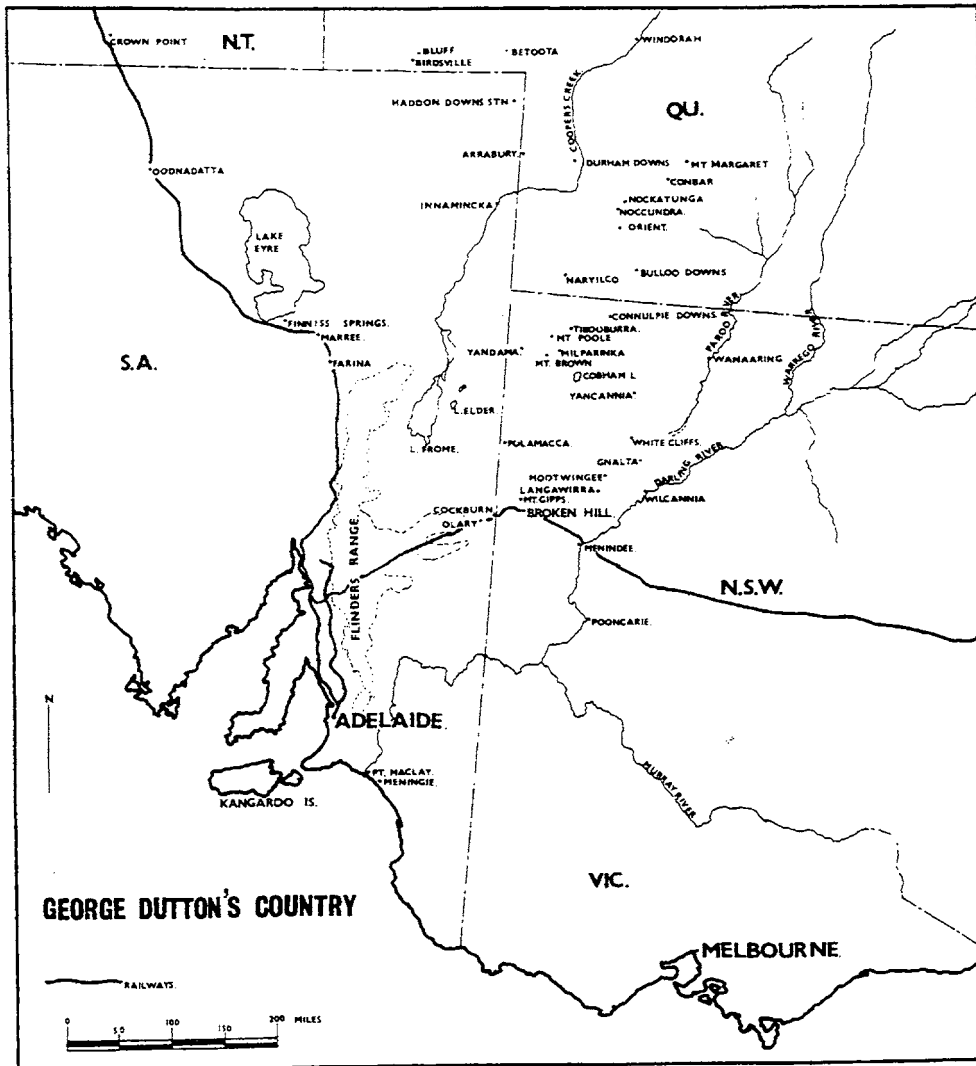 CROWN POINT
N.T.
BLUFF
BIRDSVILLE
BETOOTA
WINDORAH
HADDON DOWNS STN
COOPERS CREEK
QU.
ARRABURY
DURHAM DOWNS
MT MARGARET
OODNADATTA
CONBAR
INNAMINCKA
NOCKATUNGA
NOCCUNDRA
ORIENT
LAKE
EYRE
NARYILCO
BULLOO DOWNS
FINNISS SPRINGS.
MARREE.
CONNULPIE DOWNS
PAROO RIVER
WARREGO RIVER
TIBOUBURRA.
MT POOLE
S.A.
FARINA
YANDAMA
MILPARINKA
MT. BROWN
WANAARING
COBHAM L
L. ELDER
YANCANNIA
L. FROME.
POLAMACCA.
WHITE CLIFFS.
GNALTA
DARLING RIVER
MOOTWINGEE
LANGAWIRRA
MT. GIPPS.
WILCANNIA
COCKBURN
OLARY
BROKEN HILL.
FLINDERS RANGE
MENINDEE.
N.S.W.
POONCARIE.
N
ADELAIDE.
PT. MACLAY.
MENINGIE.
MURRAY RIVER
KANGAROO IS.
VIC.
GEORGE DUTTON'S COUNTRY
MELBOURNE.
RAILWAYS.
0 50 100 150 200 MILES